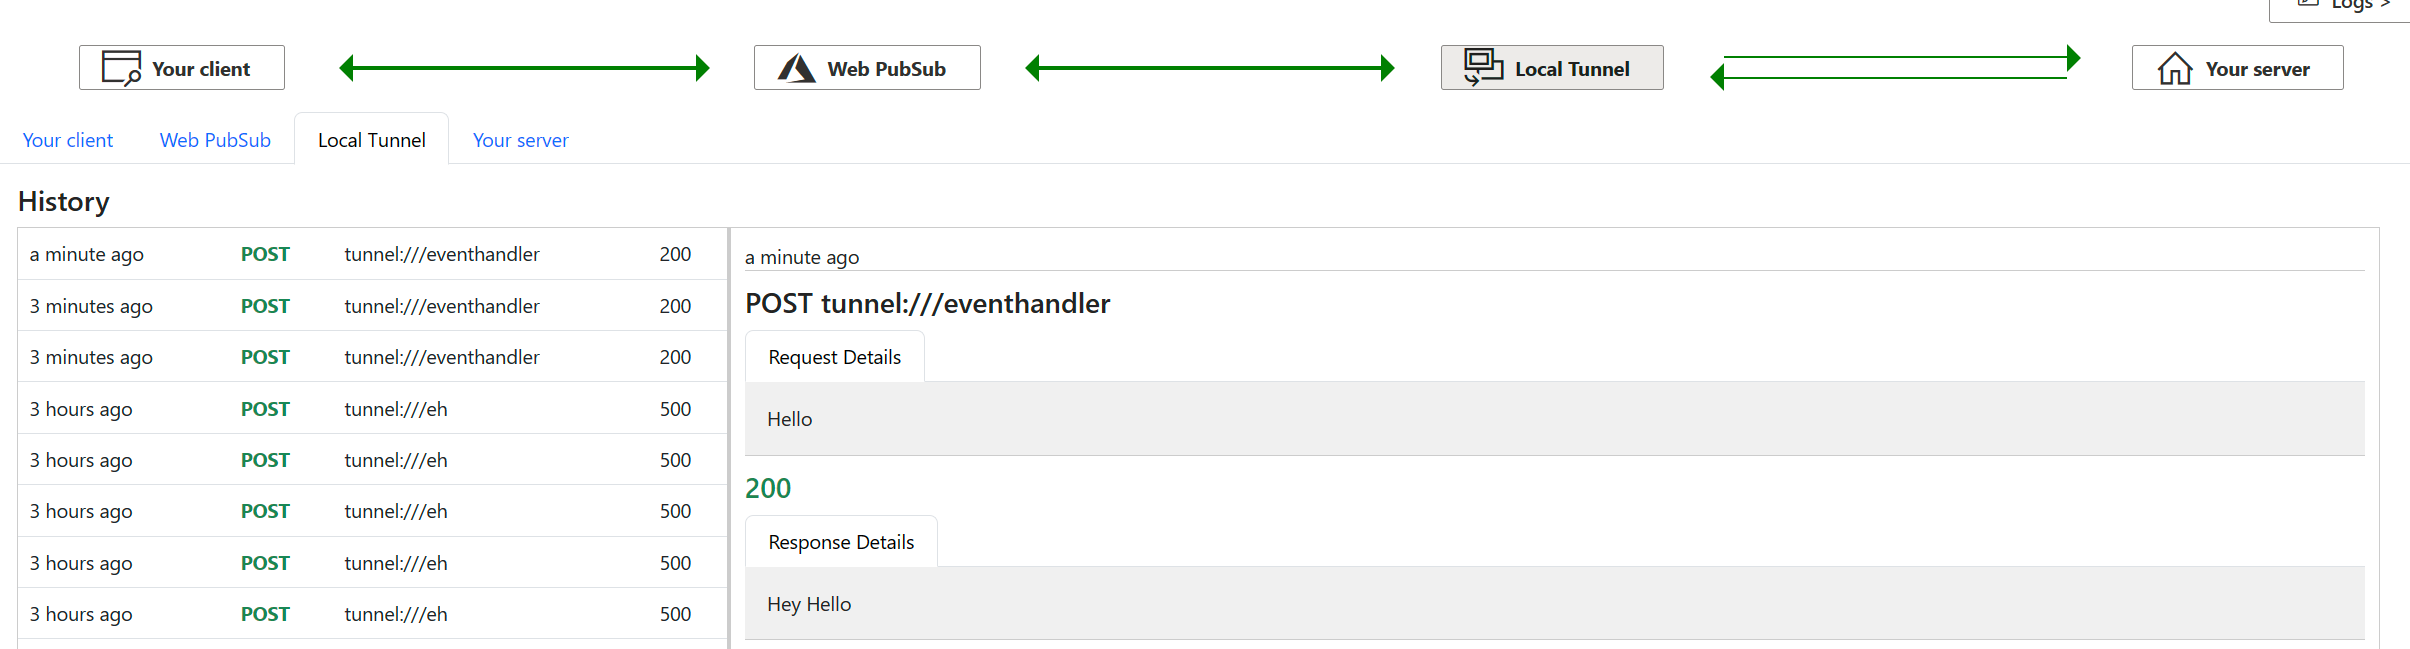 Logs >
Your client Web PubSub Local Tunnel Your server
Your client Web PubSub Local Tunnel Your server
History
a minute ago POST tunnel:///eventhandler 200
3 minutes ago POST tunnel:///eventhandler 200
3 minutes ago POST tunnel:///eventhandler 200
3 hours ago POST tunnel:///eh 500
3 hours ago POST tunnel:///eh 500
3 hours ago POST tunnel:///eh 500
3 hours ago POST tunnel:///eh 500
3 hours ago POST tunnel:///eh 500
a minute ago
POST tunnel:///eventhandler
Request Details
Hello
200
Response Details
Hey Hello